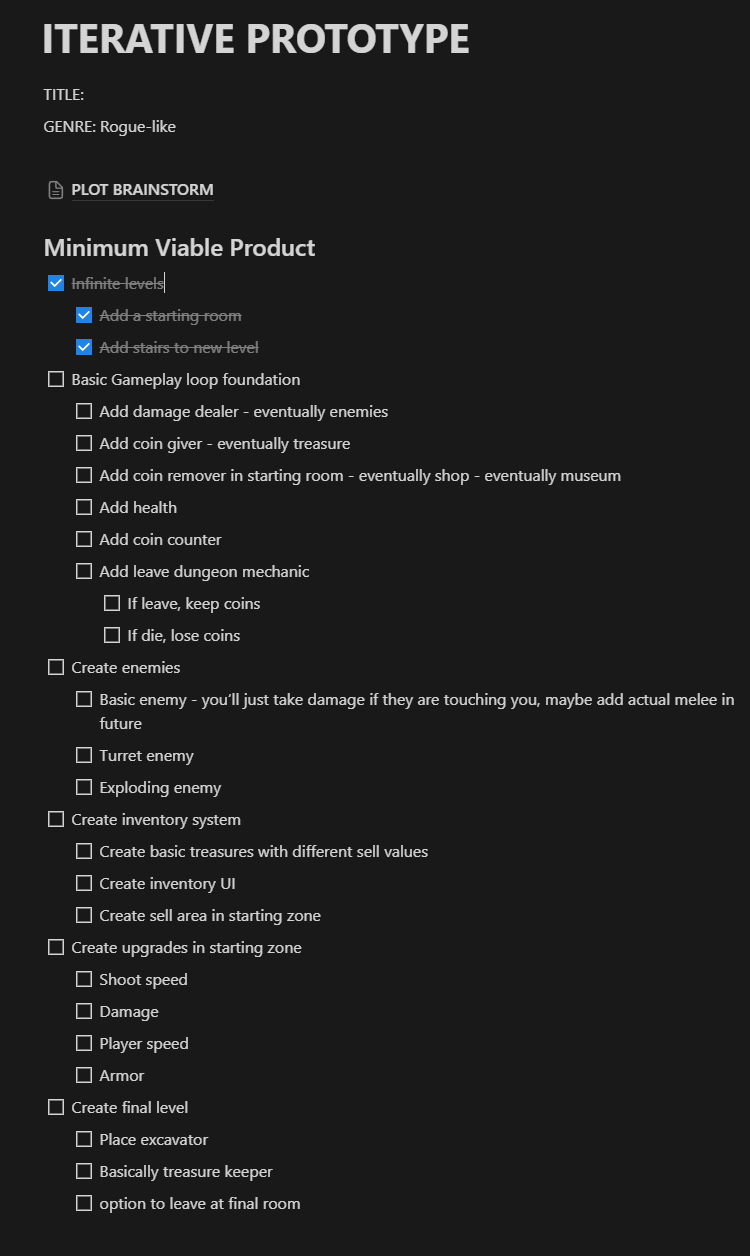 ITERATIVE PROTOTYPE
TITLE:
GENRE: Rogue-like
PLOT BRAINSTORM
Minimum Viable Product
Infinite levels
Add a starting room
Add stairs to new level
Basic Gameplay loop foundation
Add damage dealer - eventually enemies
Add coin giver - eventually treasure
Add coin remover in starting room - eventually shop - eventually museum
Add health
Add coin counter
Add leave dungeon mechanic
If leave, keep coins
If die, lose coins
Create enemies
Basic enemy - you'll just take damage if they are touching you, maybe add actual melee in
future
Turret enemy
Exploding enemy
Create inventory system
Create basic treasures with different sell values
Create inventory UI
Create sell area in starting zone
Create upgrades in starting zone
Shoot speed
Damage
Player speed
Armor
Create final level
Place excavator
Basically treasure keeper
option to leave at final room